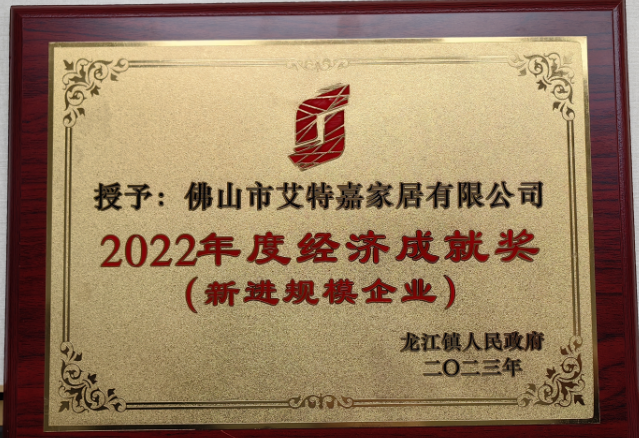 授予：佛山市艾特嘉家居有限公司
2022年度经济成就奖
（新进规模企业）
龙江镇人民政府
二〇二三年